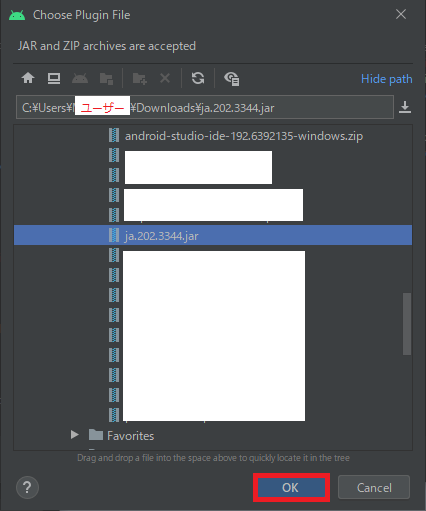 Choose Plugin File
JAR and ZIP archives are accepted
Hide path
C:¥Users¥ ユーザー ¥Downloads¥ja.202.3344.jar
android-studio-ide-192.6392135-windows.zip
ja.202.3344.jar
Favorites
Drag and drop a file into the space above to quickly locate it in the tree
?
OK
Cancel